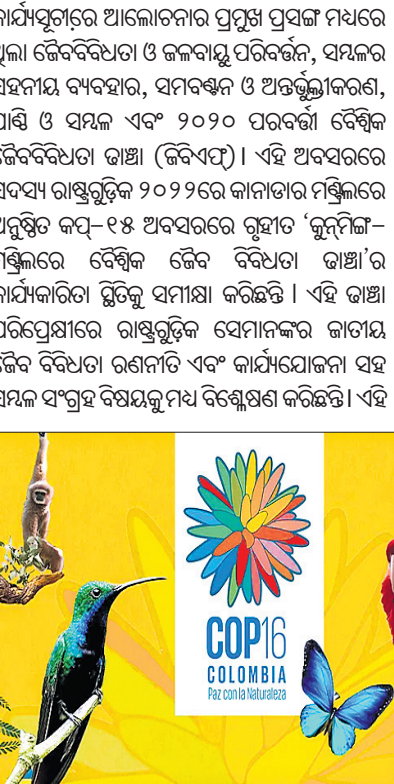 କାର୍ଯ୍ୟସୂଚୀରେ ଆଲୋଚନାର ପ୍ରମୁଖ ପ୍ରସଙ୍ଗ ମଧ୍ୟରେ
ଥିଲା ଜୈବବିବିଧତା ଓ ଜଳବାୟୁ ପରିବର୍ତ୍ତନ, ସମ୍ବଳର
ସହନୀୟ ବ୍ୟବହାର, ସମବଣ୍ଟନ ଓ ଅନ୍ତର୍ଭୁକ୍ତୀକରଣ,
ପାଣ୍ଠି ଓ ସମ୍ବଳ ଏବଂ ୨୦୨୦ ପରବର୍ତ୍ତୀ ବୈଶ୍ୱିକ
ଜୈବବିବିଧତା ଢାଞ୍ଚା (ଜିବିଏଫ୍)। ଏହି ଅବସରରେ
ସଦସ୍ୟ ରାଷ୍ଟ୍ରଗୁଡ଼ିକ ୨୦୨୨ରେ କାନାଡାର ମଣ୍ଟ୍ରିଲରେ
ଅନୁଷ୍ଠିତ କପ୍-୧୫ ଅବସରରେ ଗୃହୀତ ‘କୁନ୍‌ମିଙ୍ଗ-
ମଣ୍ଟ୍ରିଲରେ ବୈଶ୍ୱିକ ଜୈବ ବିବିଧତା ଢାଞ୍ଚା’ର
କାର୍ଯ୍ୟକାରିତା ସ୍ଥିତିକୁ ସମୀକ୍ଷା କରିଛନ୍ତି । ଏହି ଢାଞ୍ଚା
ପରିପ୍ରେକ୍ଷୀରେ ରାଷ୍ଟ୍ରଗୁଡ଼ିକ ସେମାନଙ୍କର ଜାତୀୟ
ଜୈବ ବିବିଧତା ରଣନୀତି ଏବଂ କାର୍ଯ୍ୟଯୋଜନା ସହ
ସମ୍ବଳ ସଂଗ୍ରହ ବିଷୟକୁ ମଧ୍ୟ ବିଶ୍ଳେଷଣ କରିଛନ୍ତି। ଏହି
COP16
COLOMBIA
Paz con la Naturaleza